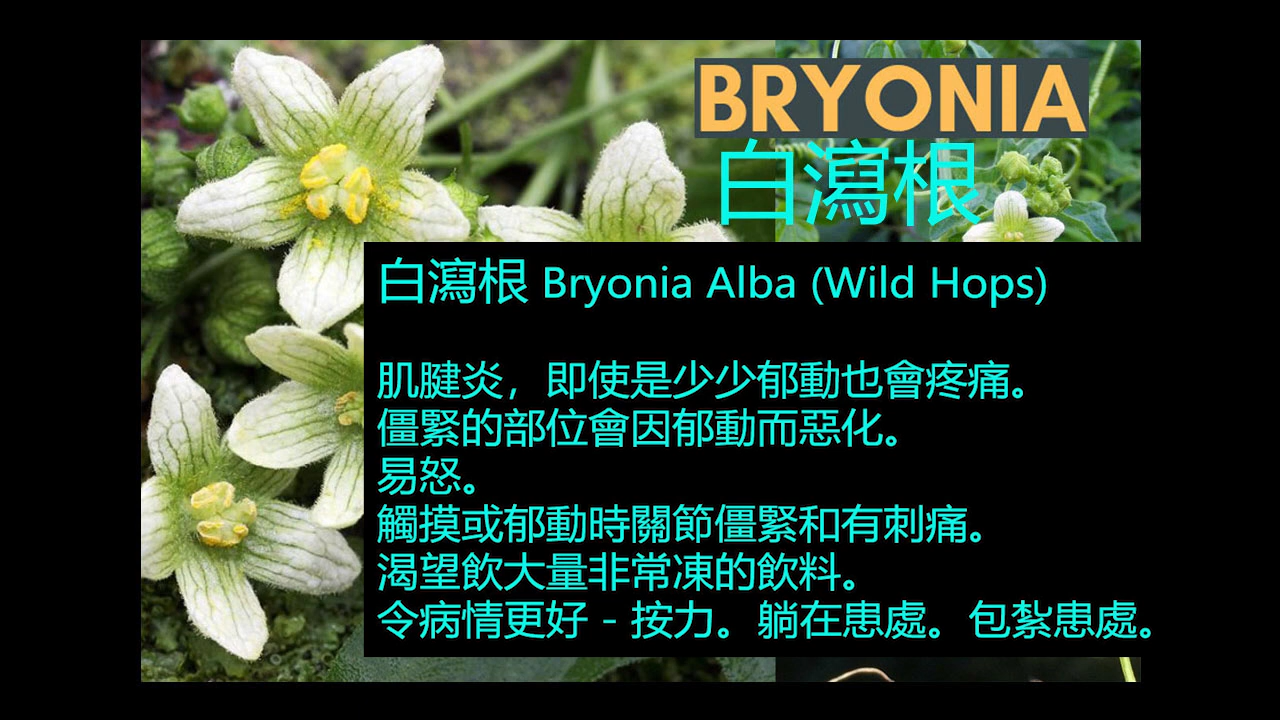 BRYONIA
白瀉根
白瀉根 Bryonia Alba (Wild Hops)
肌腱炎，即使是少少郁動也會疼痛。
僵緊的部位會因郁動而惡化。
易怒。
觸摸或郁動時關節僵緊和有刺痛。
渴望飲大量非常凍的飲料。
令病情更好 - 按力。躺在患處。包紮患處。